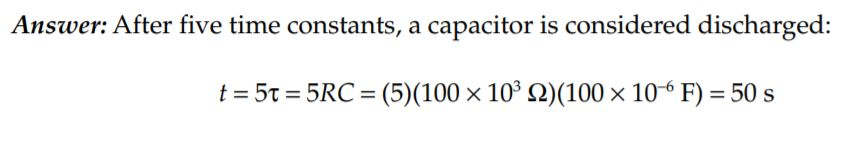 Answer: After five time constants, a capacitor is considered discharged:
t = 5τ = 5RC = (5)(100 × 10³ Ω)(100 × 10⁻⁶ F) = 50 s